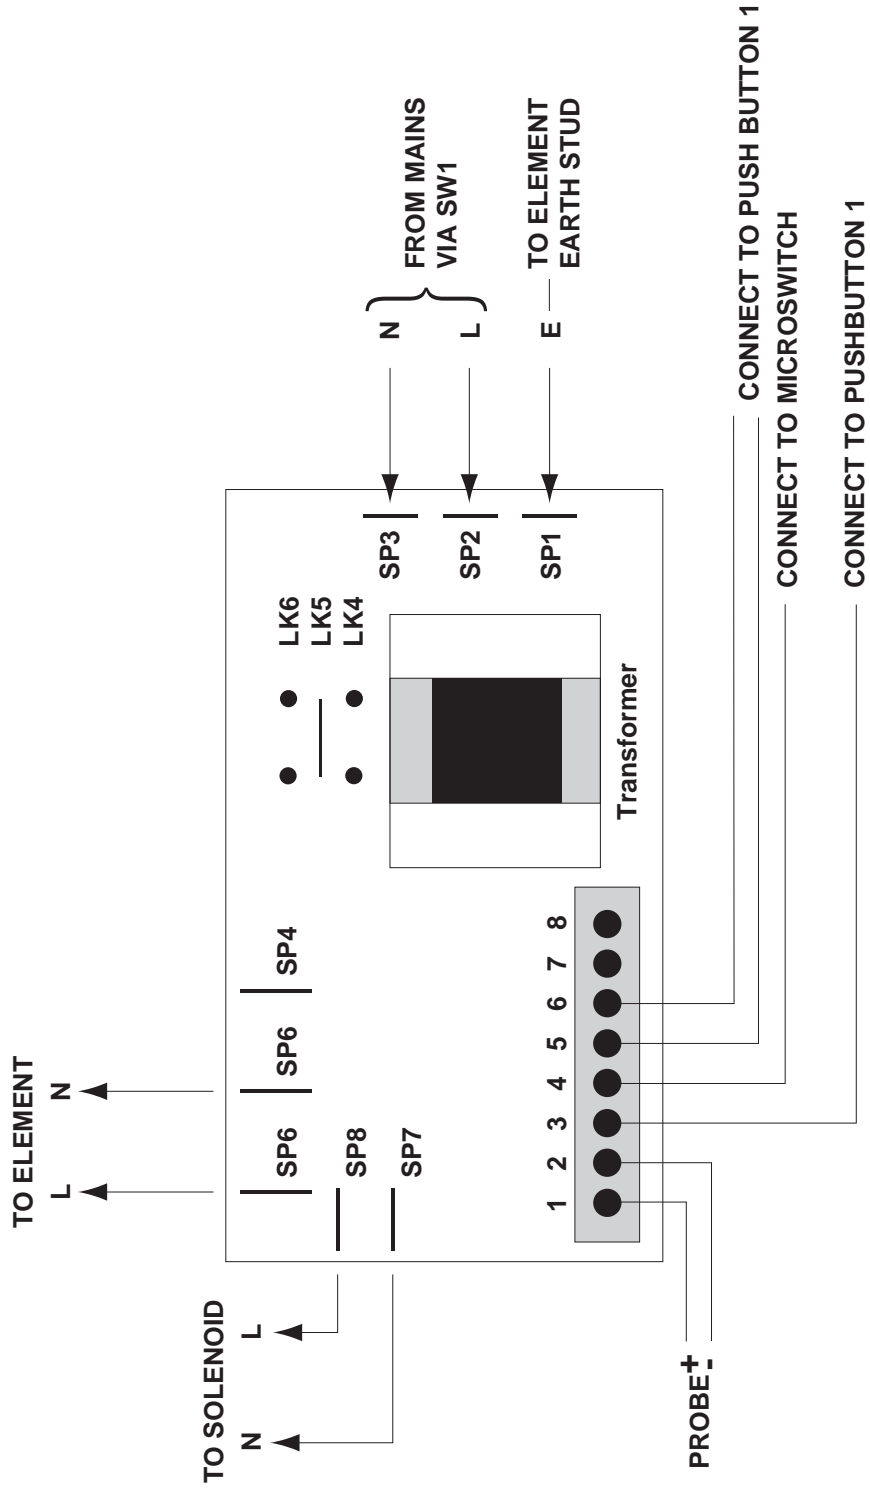 TO ELEMENT
L
N
TO SOLENOID
N
L
SP6
SP6
SP4
SP8
SP7
LK6
LK5
LK4
SP3
SP2
SP1
N
L
E
FROM MAINS
VIA SW1
TO ELEMENT
EARTH STUD
Transformer
1 2 3 4 5 6 7 8
PROBE + -
CONNECT TO PUSH BUTTON 1
CONNECT TO MICROSWITCH
CONNECT TO PUSHBUTTON 1